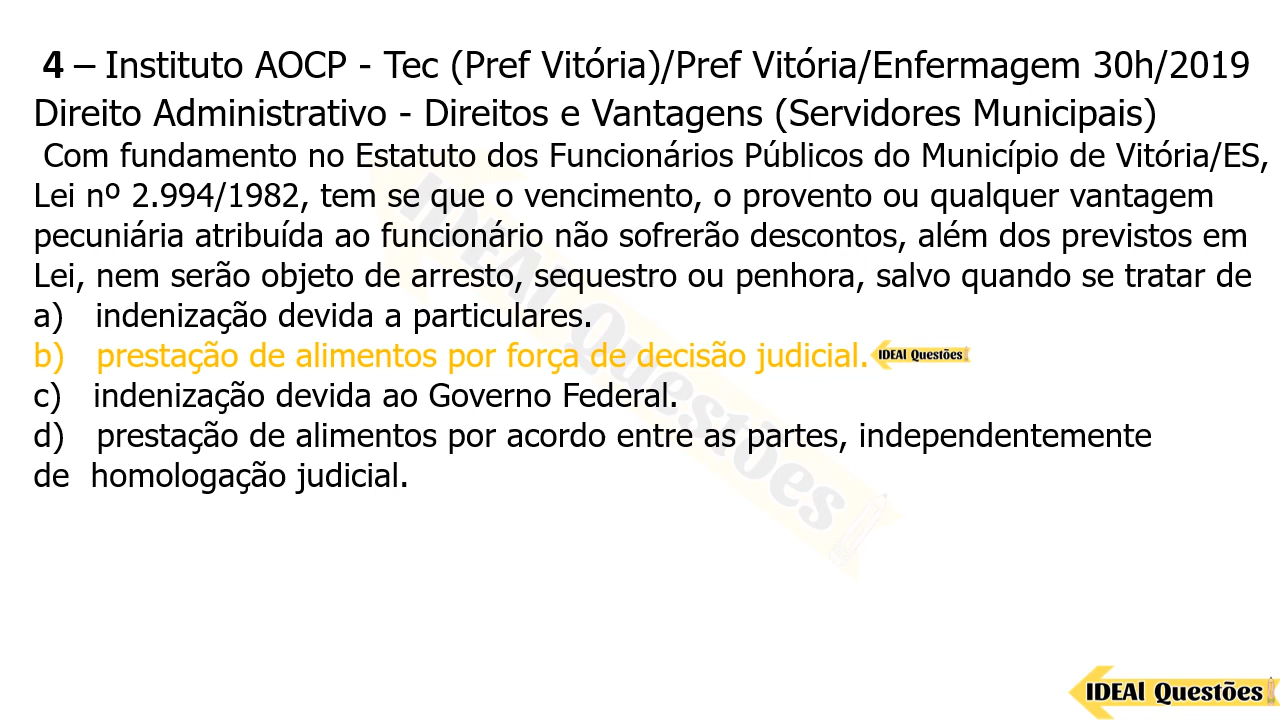 4 – Instituto AOCP - Tec (Pref Vitória)/Pref Vitória/Enfermagem 30h/2019
Direito Administrativo - Direitos e Vantagens (Servidores Municipais)
Com fundamento no Estatuto dos Funcionários Públicos do Município de Vitória/ES,
Lei nº 2.994/1982, tem se que o vencimento, o provento ou qualquer vantagem
pecuniária atribuída ao funcionário não sofrerão descontos, além dos previstos em
Lei, nem serão objeto de arresto, sequestro ou penhora, salvo quando se tratar de
a) indenização devida a particulares.
b) prestação de alimentos por força de decisão judicial. IDEAl Questões
c) indenização devida ao Governo Federal.
d) prestação de alimentos por acordo entre as partes, independentemente
de homologação judicial.
IDEAl Questões
IDEAl Questões